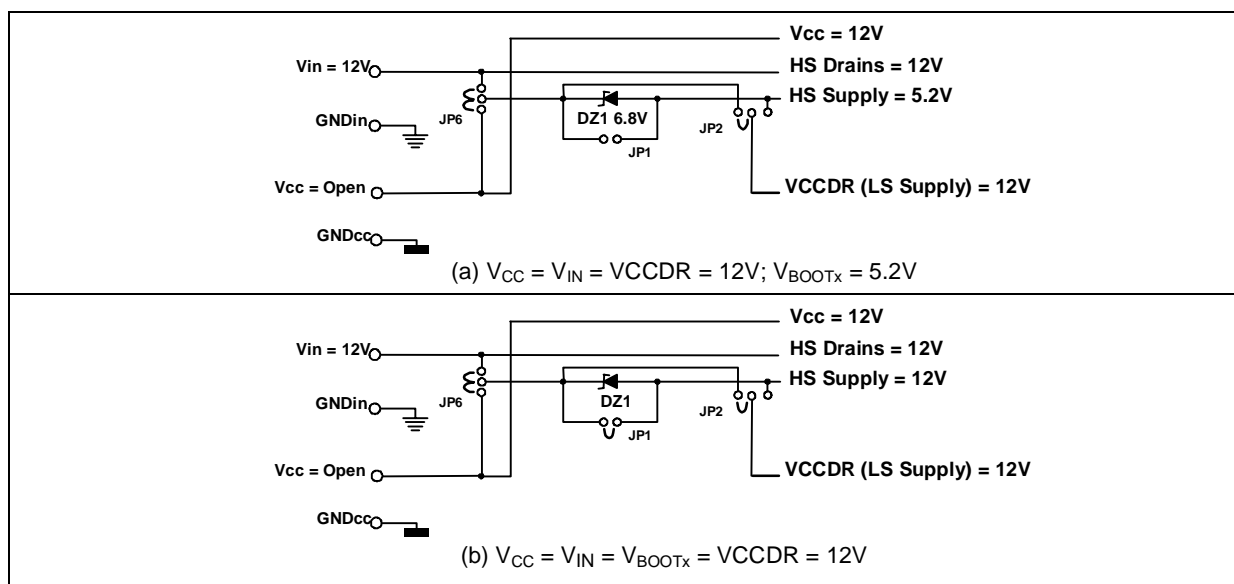 Vcc = 12V
Vin = 12V
HS Drains = 12V
HS Supply = 5.2V
JP6
DZ1 6.8V
JP2
GNDin
JP1
Vcc = Open
VCCDR (LS Supply) = 12V
GNDcc
(a) VCC = VIN = VCCDR = 12V; VBOOTx = 5.2V
Vcc = 12V
Vin = 12V
HS Drains = 12V
HS Supply = 12V
JP6
DZ1
JP2
GNDin
JP1
Vcc = Open
VCCDR (LS Supply) = 12V
GNDcc
(b) VCC = VIN = VBOOTx = VCCDR = 12V